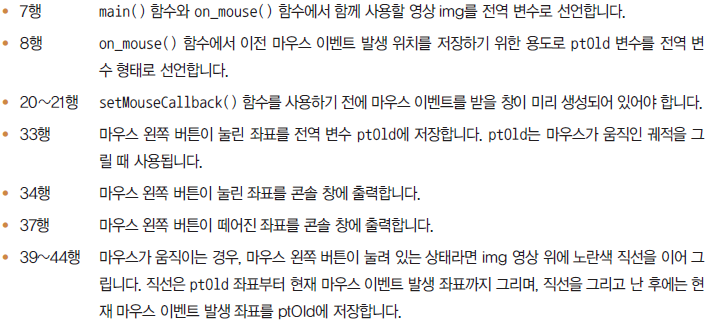 • 7행 main() 함수와 on_mouse() 함수에서 함께 사용할 영상 img를 전역 변수로 선언합니다.
• 8행 on_mouse() 함수에서 이전 마우스 이벤트 발생 위치를 저장하기 위한 용도로 ptOld 변수를 전역 변
수 형태로 선언합니다.
• 20~21행 setMouseCallback() 함수를 사용하기 전에 마우스 이벤트를 받을 창이 미리 생성되어 있어야 합니다.
• 33행 마우스 왼쪽 버튼이 눌린 좌표를 전역 변수 ptOld에 저장합니다. ptOld는 마우스가 움직인 궤적을 그
릴 때 사용됩니다.
• 34행 마우스 왼쪽 버튼이 눌린 좌표를 콘솔 창에 출력합니다.
• 37행 마우스 왼쪽 버튼이 떼어진 좌표를 콘솔 창에 출력합니다.
• 39~44행 마우스가 움직이는 경우, 마우스 왼쪽 버튼이 눌려 있는 상태라면 img 영상 위에 노란색 직선을 이어 그
립니다. 직선은 ptOld 좌표부터 현재 마우스 이벤트 발생 좌표까지 그리며, 직선을 그리고 난 후에는 현
재 마우스 이벤트 발생 좌표를 ptOld에 저장합니다.